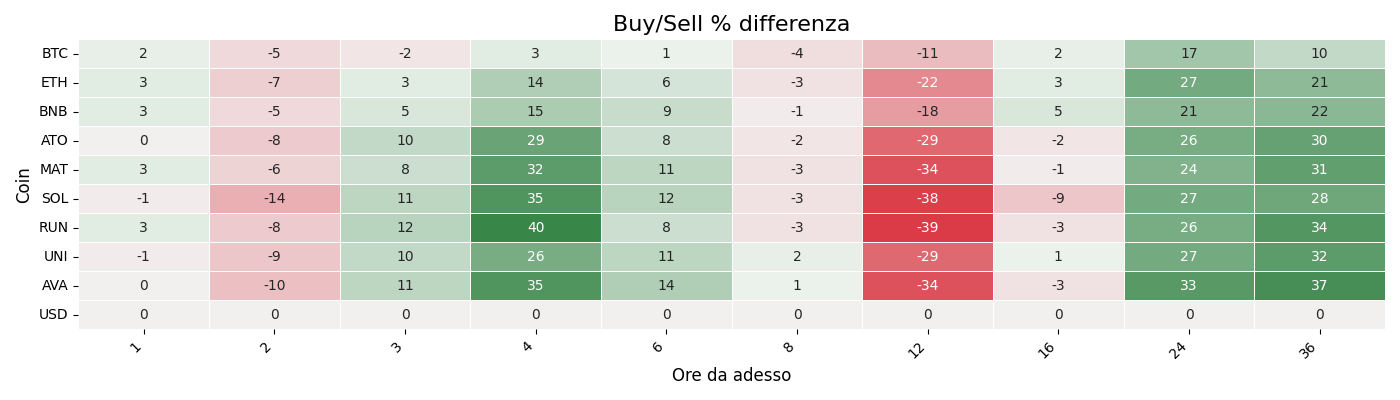 Buy/Sell % differenza
Coin
BTC 2 -5 -2 3 1 -4 -11 2 17 10
ETH 3 -7 3 14 6 -3 -22 3 27 21
BNB 3 -5 5 15 9 -1 -18 5 21 22
ATO 0 -8 10 29 8 -2 -29 -2 26 30
MAT 3 -6 8 32 11 -3 -34 -1 24 31
SOL -1 -14 11 35 12 -3 -38 -9 27 28
RUN 3 -8 12 40 8 -3 -39 -3 26 34
UNI -1 -9 10 26 11 2 -29 1 27 32
AVA 0 -10 11 35 14 1 -34 -3 33 37
USD 0 0 0 0 0 0 0 0 0 0
1 2 3 4 6 8 12 16 24 36
Ore da adesso